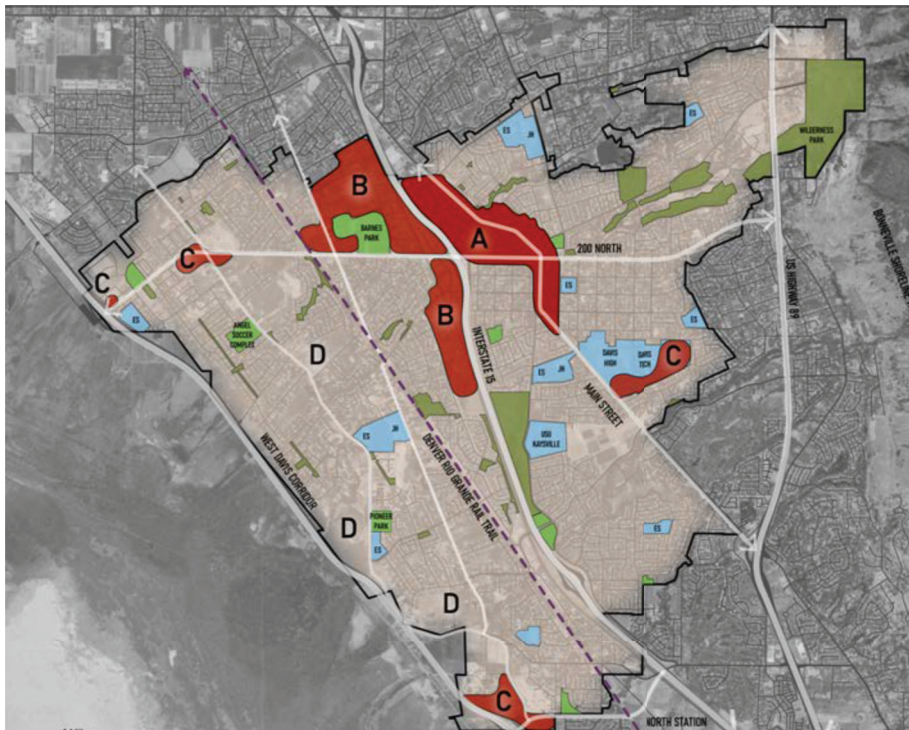 ES
JH
ES
WILDERNESS
PARK
B
BARNES
PARK
A
200 NORTH
BONNEVILLE SHORELINE
C
C
ES
ES
ES
US HIGHWAY 89
B
INTERSTATE 15
ANGEL
SOCCER
COMPLEX
D
DAVIS
HIGH
DAVIS
TECH
C
ES
JH
MAIN STREET
ES
JH
USU
KAYSVILLE
DENVER RIO GRANDE RAIL TRAIL
WEST DAVIS CORRIDOR
D
PIONEER
PARK
ES
ES
D
C
NORTH STATION